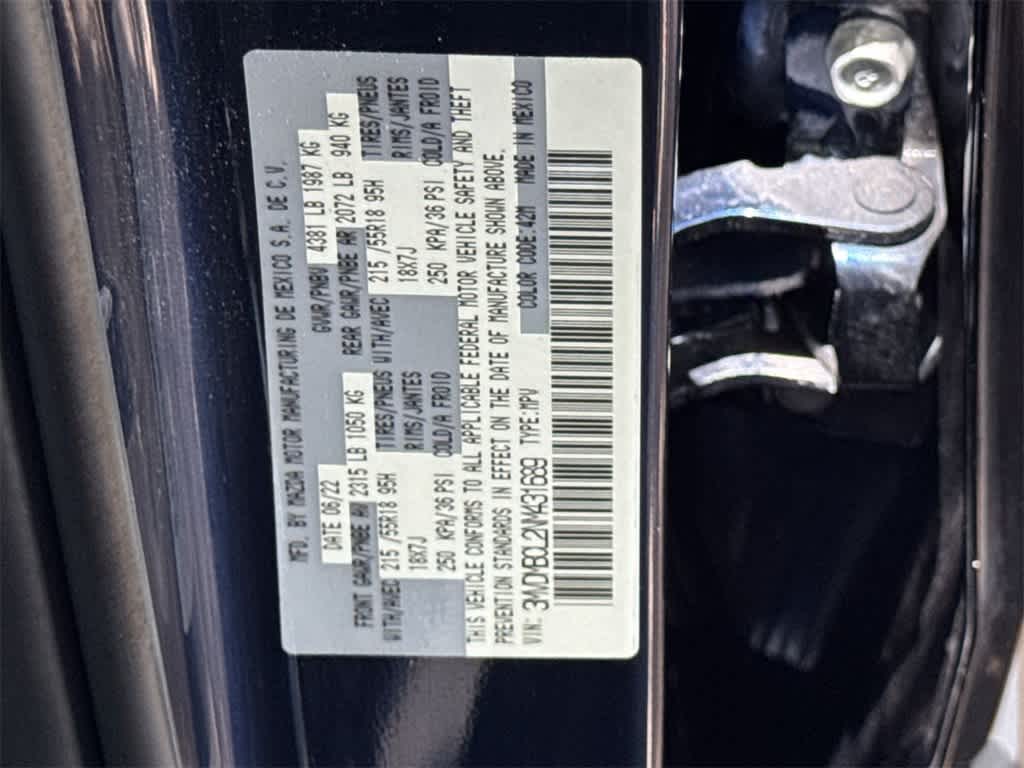 MFD. BY MAZDA MOTOR MANUFACTURING DE MEXICO S.A. DE C.V.
DATE 06/22 GVWR/PNBV 4381 LB 1987 KG
FRONT GAWR/PNBE AV 2315 LB 1050 KG REAR GAWR/PNBE AR 2072 LB 940 KG
WITH/AVEC 215 /55R18 95H TIRES/PNEUS WITH/AVEC 215 /55R18 95H TIRES/PNEUS
18X7J RIMS/JANTES 18X7J RIMS/JANTES
250 KPA/36 PSI COLD/A FROID 250 KPA/36 PSI COLD/A FROID
THIS VEHICLE CONFORMS TO ALL APPLICABLE FEDERAL MOTOR VEHICLE SAFETY AND THEFT
PREVENTION STANDARDS IN EFFECT ON THE DATE OF MANUFACTURE SHOWN ABOVE.
COLOR CODE:42M MADE IN MEXICO
VIN: 3MVDMBCL2NM431689 TYPE:MPV